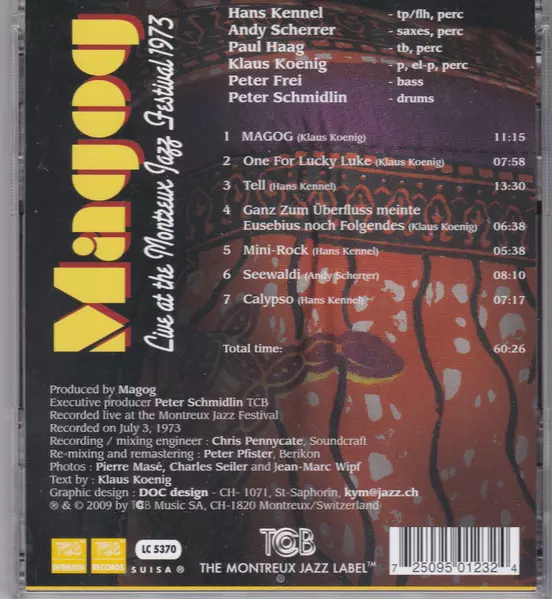 Magog
Live at the Montreux Jazz Festival 1973
Hans Kennel - tp/flh, perc
Andy Scherrer - saxes, perc
Paul Haag - tb, perc
Klaus Koenig - p, el-p, perc
Peter Frei - bass
Peter Schmidlin - drums
1 MAGOG (Klaus Koenig) 11:15
2 One For Lucky Luke (Klaus Koenig) 07:58
3 Tell (Hans Kennel) 13:30
4 Ganz Zum Überfluss meinte
Eusebius noch Folgendes (Klaus Koenig) 06:38
5 Mini-Rock (Hans Kennel) 05:38
6 Seewaldi (Andy Scherrer) 08:10
7 Calypso (Hans Kennel) 07:17
Total time: 60:26
Produced by Magog
Executive producer Peter Schmidlin TCB
Recorded live at the Montreux Jazz Festival
Recorded on July 3, 1973
Recording / mixing engineer : Chris Pennycate, Soundcraft
Re-mixing and remastering : Peter Pfister, Berikon
Photos : Pierre Masé, Charles Seiler and Jean-Marc Wipf
Text by : Klaus Koenig
Graphic design : DOC design - CH- 1071, St-Saphorin, kym@jazz.ch
℗ & © 2009 by TCB Music SA, CH-1820 Montreux/Switzerland
TCB
TCB
RECORDS
LC 5370
SUISA ®
TCB
THE MONTREUX JAZZ LABEL™
7 25095 01232 4